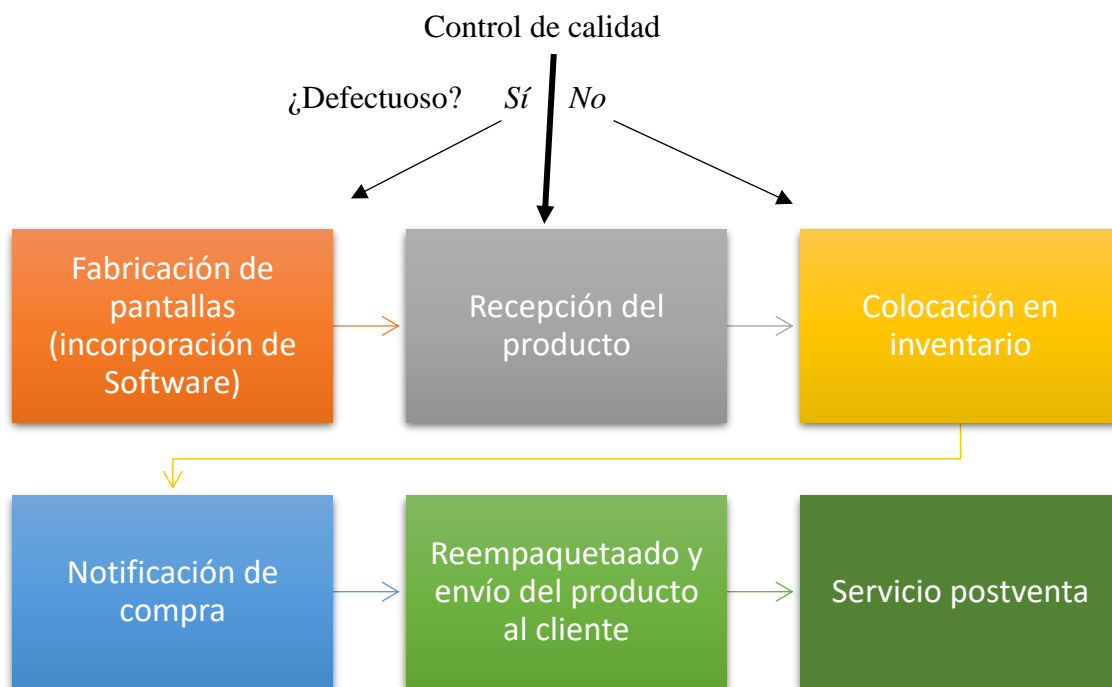 Control de calidad
¿Defectuoso? Sí No
Fabricación de
pantallas
(incorporación de
Software)
Recepción del
producto
Colocación en
inventario
Notificación de
compra
Reempaquetaado y
envío del producto
al cliente
Servicio postventa